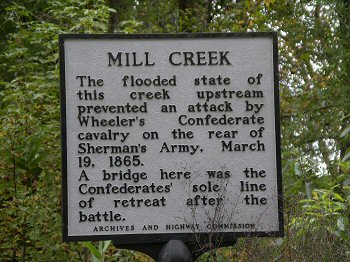 MILL CREEK
The flooded state of
this creek upstream
prevented an attack by
Wheeler's Confederate
cavalry on the rear of
Sherman's Army, March
19, 1865.
A bridge here was the
Confederates' sole line
of retreat after the
battle.
ARCHIVES AND HIGHWAY COMMISSION